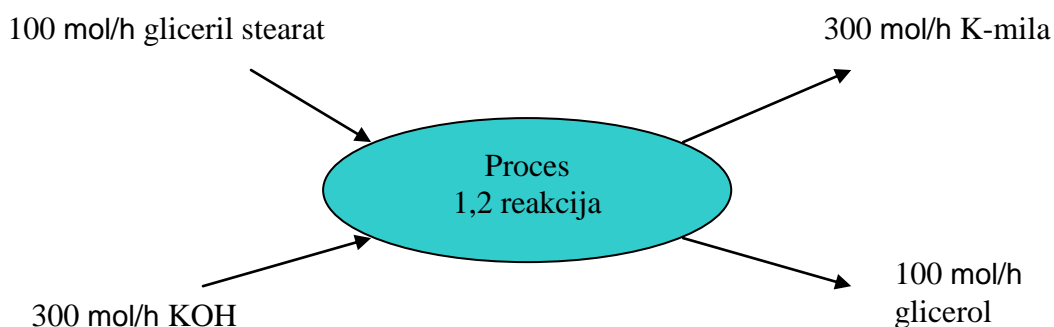 100 mol/h gliceril stearat
300 mol/h K-mila
Proces
1,2 reakcija
300 mol/h KOH
100 mol/h
glicerol